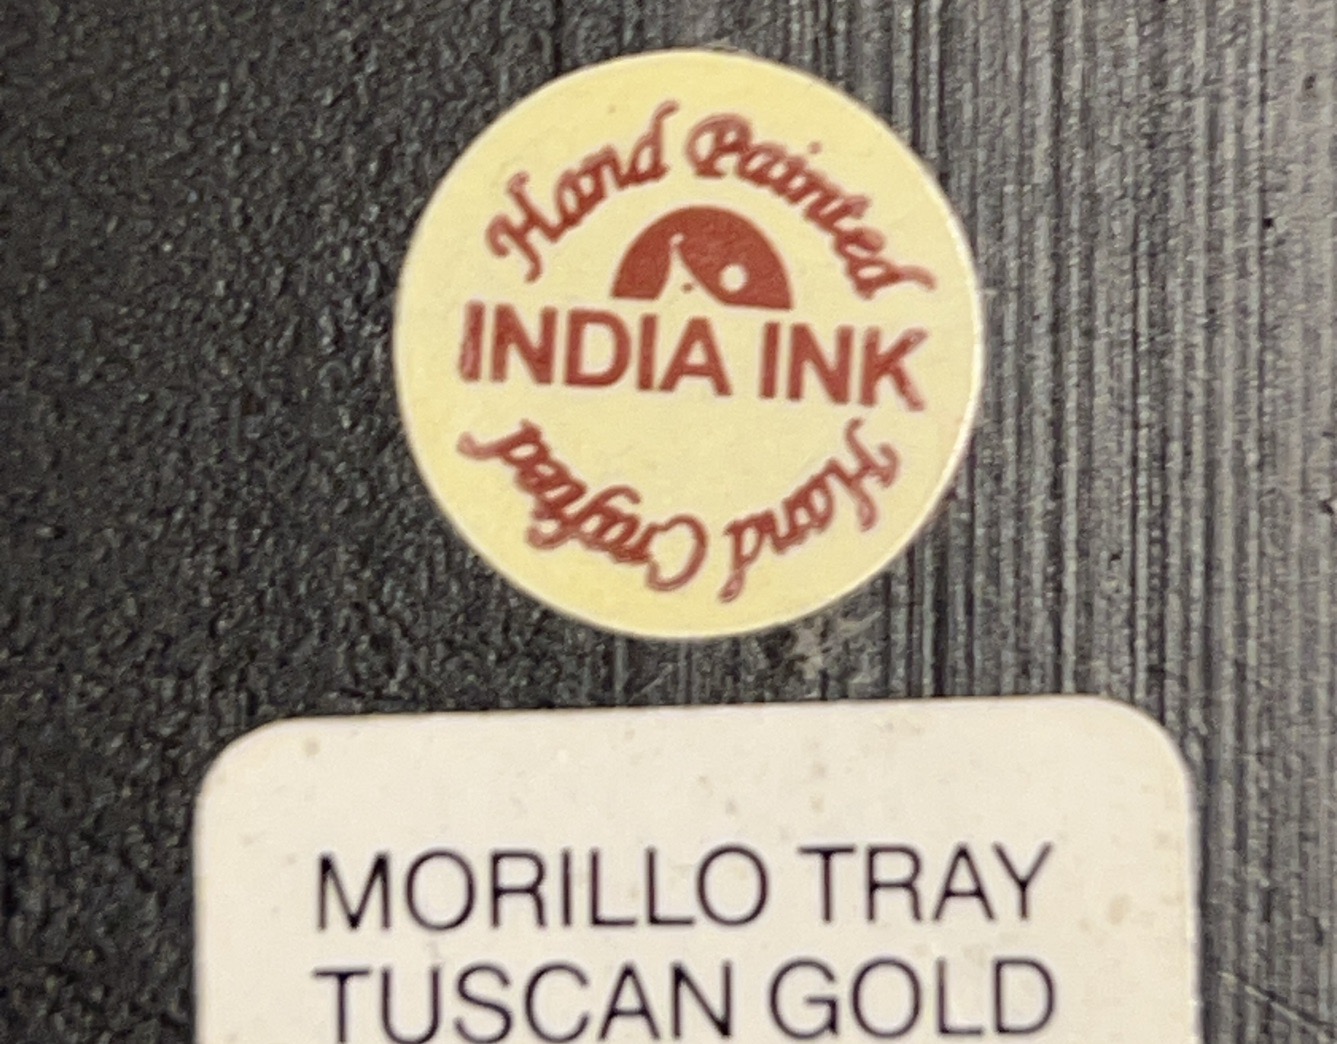 Hand Painted
INDIA INK
Hand Crafted
MORILLO TRAY
TUSCAN GOLD